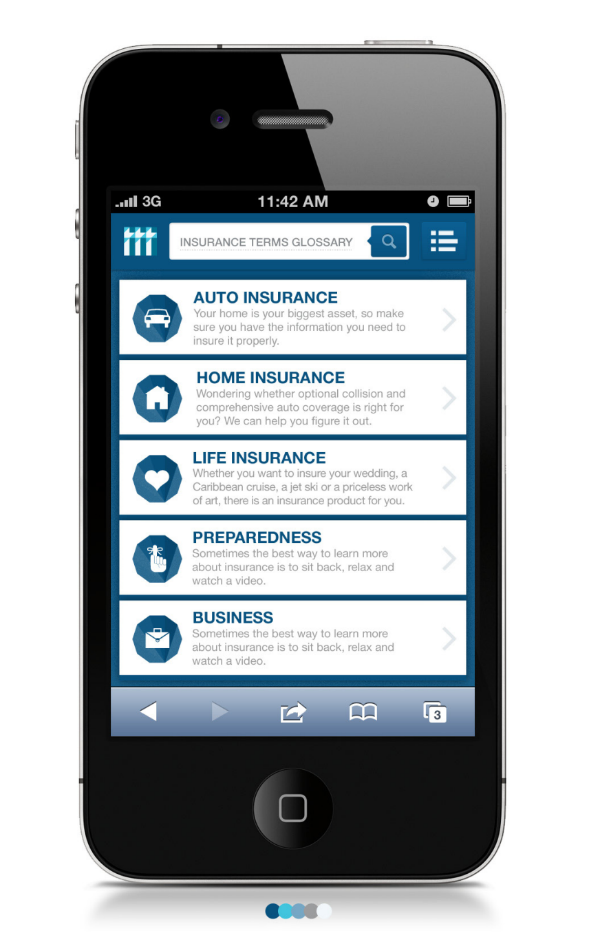 3G 11:42 AM
INSURANCE TERMS GLOSSARY
AUTO INSURANCE
Your home is your biggest asset, so make
sure you have the information you need to
insure it properly.
HOME INSURANCE
Wondering whether optional collision and
comprehensive auto coverage is right for
you? We can help you figure it out.
LIFE INSURANCE
Whether you want to insure your wedding, a
Caribbean cruise, a jet ski or a priceless work
of art, there is an insurance product for you.
PREPAREDNESS
Sometimes the best way to learn more
about insurance is to sit back, relax and
watch a video.
BUSINESS
Sometimes the best way to learn more
about insurance is to sit back, relax and
watch a video.
3